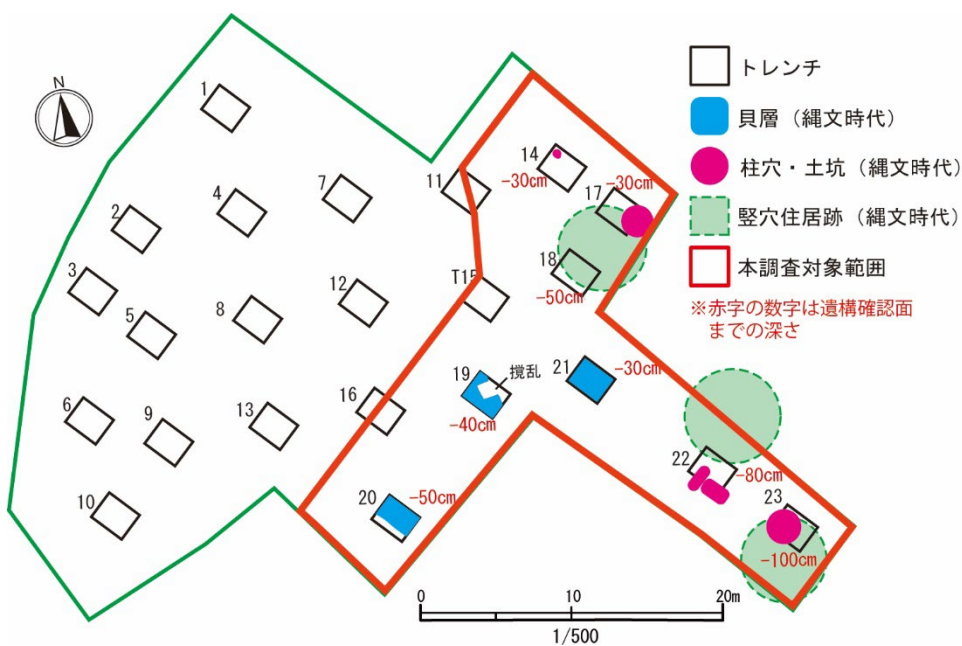 N
トレンチ
貝層（縄文時代）
柱穴・土坑（縄文時代）
竪穴住居跡（縄文時代）
本調査対象範囲
※赤字の数字は遺構確認面
までの深さ
1
2
3
4
5
6
7
8
9
10
11
12
13
14
-30cm
T15
16
17
-30cm
18
-50cm
19
撹乱
-40cm
20
-50cm
21
-30cm
22
-80cm
23
-100cm
0 10 20m
1/500